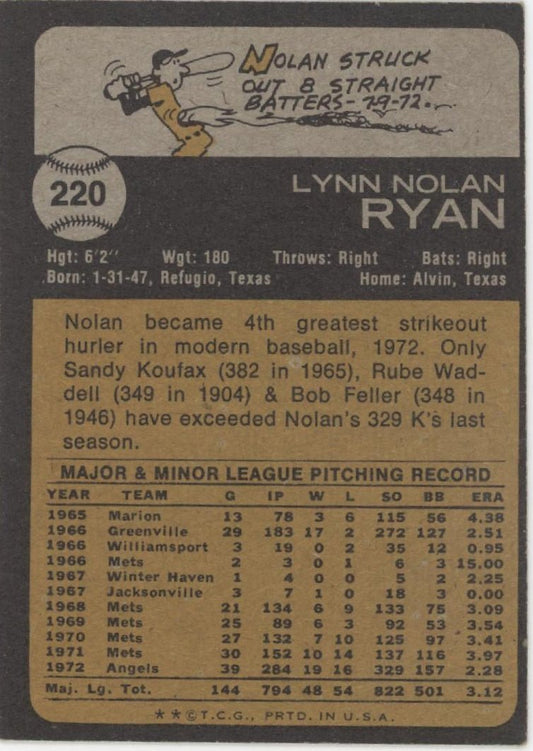 NOLAN STRUCK
OUT 8 STRAIGHT
BATTERS-7-9-72..
220
LYNN NOLAN
RYAN
Hgt: 6'2" Wgt: 180 Throws: Right Bats: Right
Born: 1-31-47, Refugio, Texas Home: Alvin, Texas
Nolan became 4th greatest strikeout
hurler in modern baseball, 1972. Only
Sandy Koufax (382 in 1965), Rube Wad-
dell (349 in 1904) & Bob Feller (348 in
1946) have exceeded Nolan's 329 K's last
season.
MAJOR & MINOR LEAGUE PITCHING RECORD
YEAR TEAM G IP W L SO BB ERA
1965 Marion 13 78 3 6 115 56 4.38
1966 Greenville 29 183 17 2 272 127 2.51
1966 Williamsport 3 19 0 2 35 12 0.95
1966 Mets 2 3 0 1 6 3 15.00
1967 Winter Haven 1 4 0 0 5 2 2.25
1967 Jacksonville 3 7 1 0 18 3 0.00
1968 Mets 21 134 6 9 133 75 3.09
1969 Mets 25 89 6 3 92 53 3.54
1970 Mets 27 132 7 10 125 97 3.41
1971 Mets 30 152 10 14 137 116 3.97
1972 Angels 39 284 19 16 329 157 2.28
Maj. Lg. Tot. 144 794 48 54 822 501 3.12
**©T.C.G., PRTD. IN U.S.A.